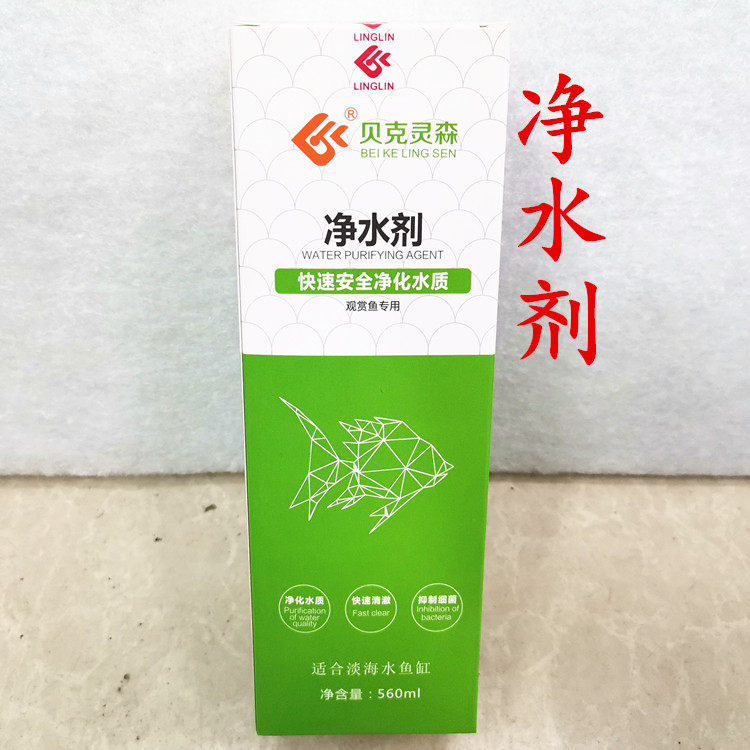 LINGLIN
LINGLIN
® 贝克灵森
BEI KE LING SEN
净水剂
WATER PURIFYING AGENT
快速安全净化水质
观赏鱼专用
净化水质
Purification
of water
quality
快速清澈
Fast clear
抑制细菌
Inhibition of
bacteria
适合淡海水鱼缸
净含量：560ml
净水剂